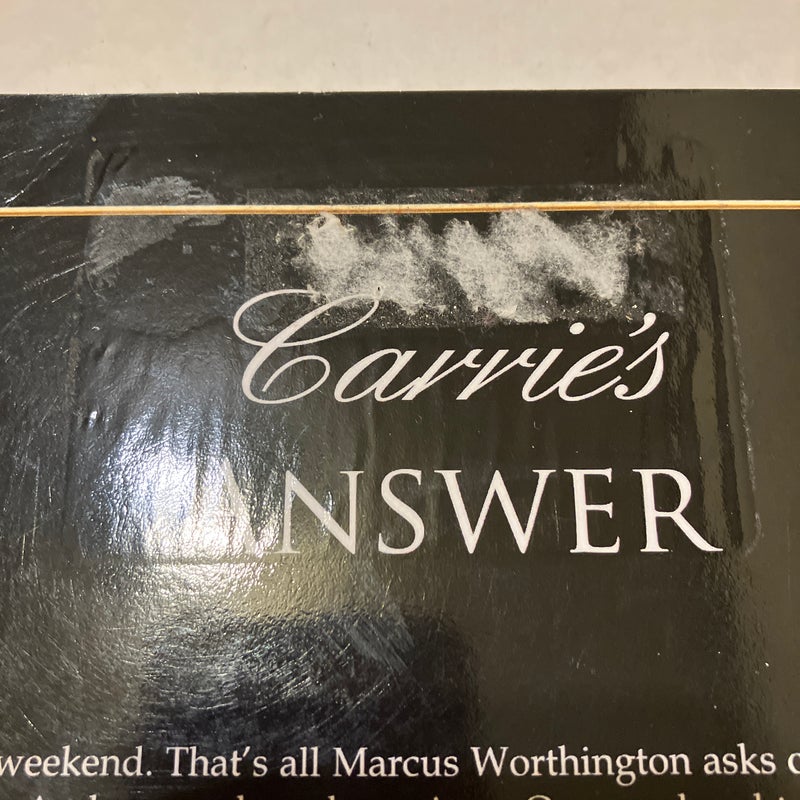 Carrie's
ANSWER
weekend. That's all Marcus Worthington asks